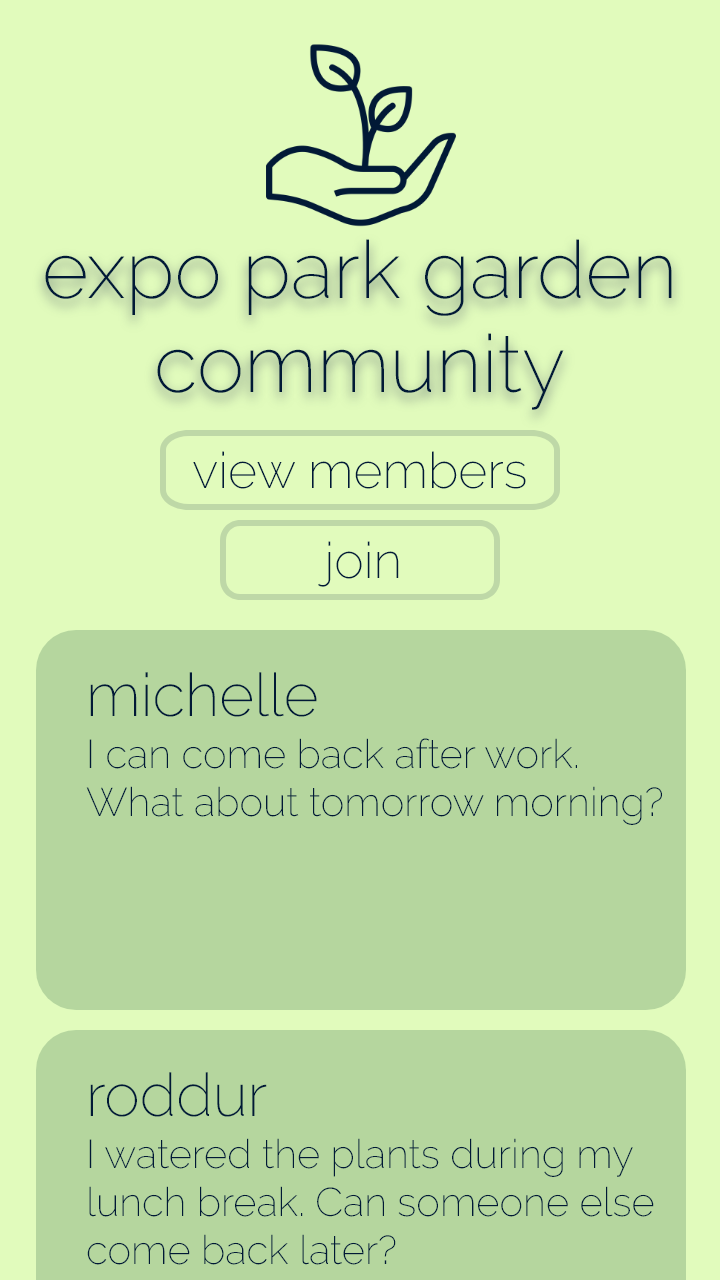 expo park garden
community
view members
join
michelle
I can come back after work.
What about tomorrow morning?
roddur
I watered the plants during my
lunch break. Can someone else
come back later?